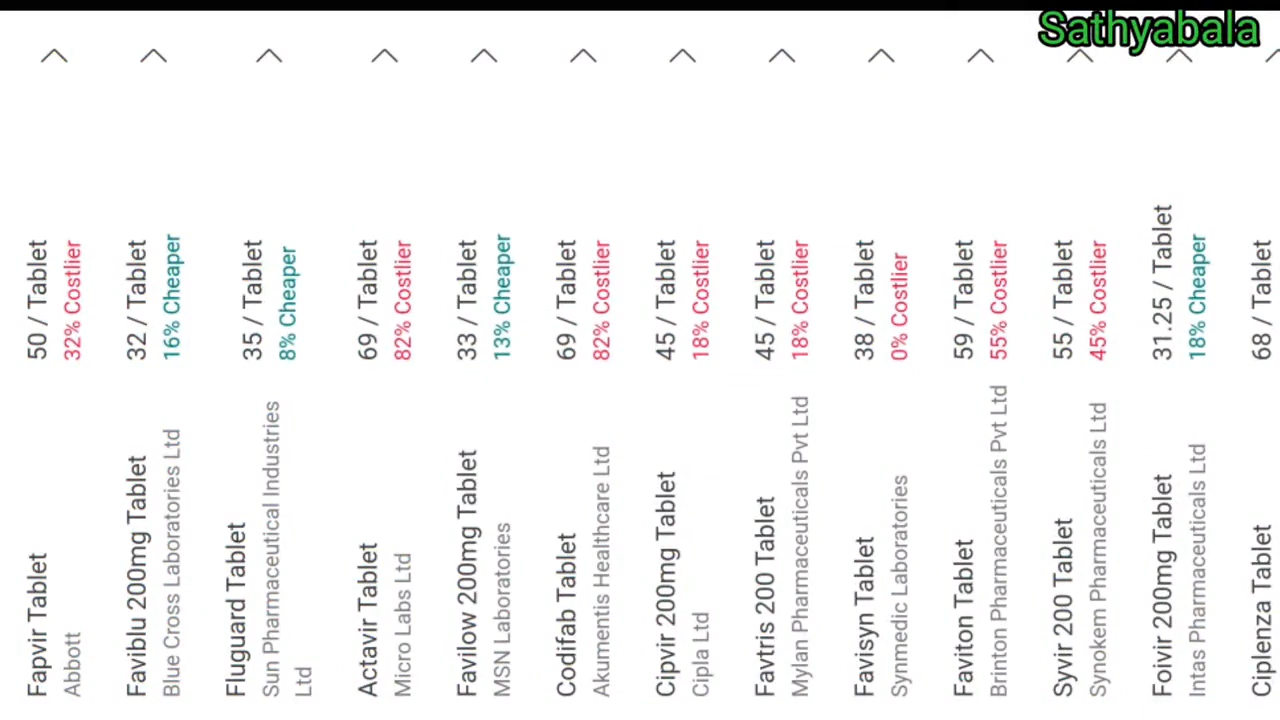 Sathyabala
Fapvir Tablet
50 / Tablet
Abbott
32% Costlier
Faviblu 200mg Tablet
32 / Tablet
Blue Cross Laboratories Ltd
16% Cheaper
Fluguard Tablet
35 / Tablet
Sun Pharmaceutical Industries
Ltd
8% Cheaper
Actavir Tablet
69 / Tablet
Micro Labs Ltd
82% Costlier
Favilow 200mg Tablet
33 / Tablet
MSN Laboratories
13% Cheaper
Codifab Tablet
69 / Tablet
Akumentis Healthcare Ltd
82% Costlier
Cipvir 200mg Tablet
45 / Tablet
Cipla Ltd
18% Costlier
Favtris 200 Tablet
45 / Tablet
Mylan Pharmaceuticals Pvt Ltd
18% Costlier
Favisyn Tablet
38 / Tablet
Synmedic Laboratories
0% Costlier
Faviton Tablet
59 / Tablet
Brinton Pharmaceuticals Pvt Ltd
55% Costlier
Syvir 200 Tablet
55 / Tablet
Synokem Pharmaceuticals Ltd
45% Costlier
Foivir 200mg Tablet
31.25 / Tablet
Intas Pharmaceuticals Ltd
18% Cheaper
Ciplenza Tablet
68 / Tablet